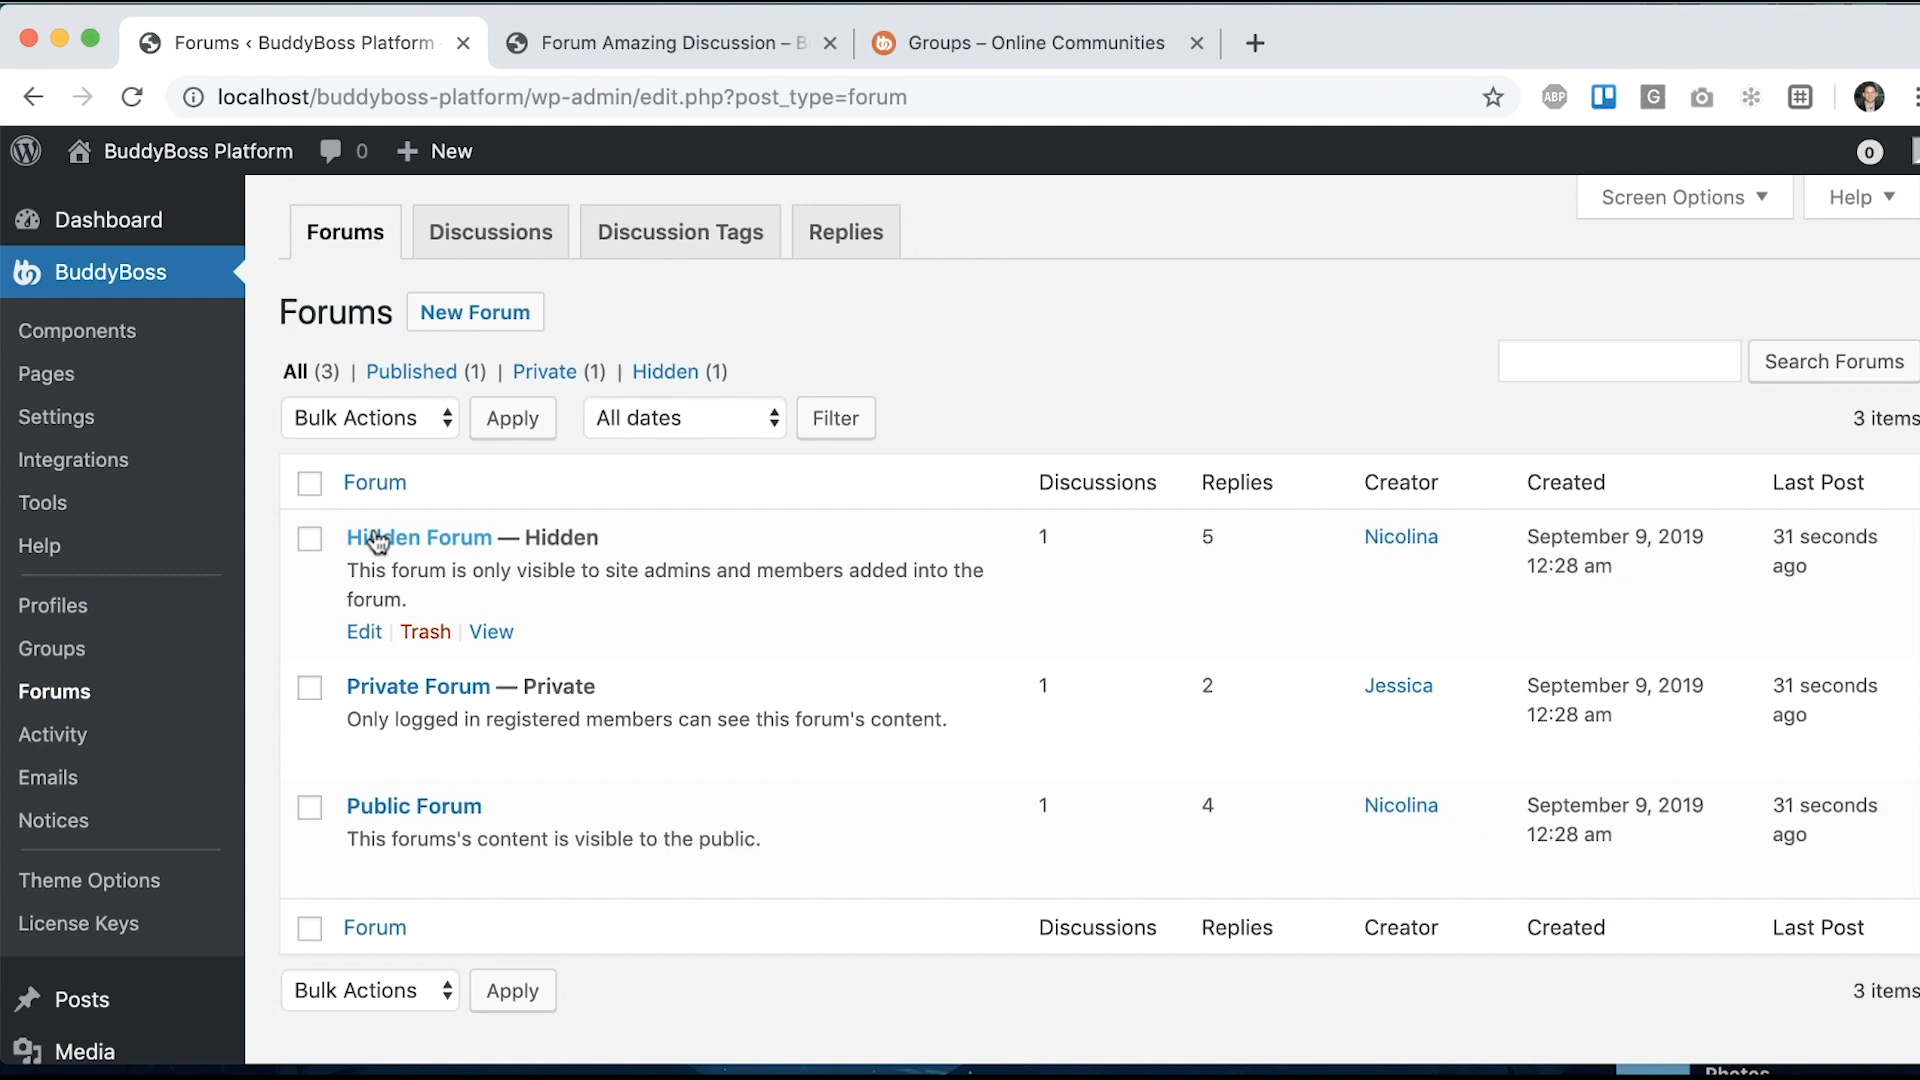 Forums ‹ BuddyBoss Platform
Forum Amazing Discussion – B
Groups – Online Communities
localhost/buddyboss-platform/wp-admin/edit.php?post_type=forum
ABP
G
BuddyBoss Platform
0
New
0
Screen Options
Help
Dashboard
BuddyBoss
Components
Pages
Settings
Integrations
Tools
Help
Profiles
Groups
Forums
Activity
Emails
Notices
Theme Options
License Keys
Posts
Media
Forums
Discussions
Discussion Tags
Replies
Forums
New Forum
All (3) | Published (1) | Private (1) | Hidden (1)
Search Forums
Bulk Actions
Apply
All dates
Filter
3 items
Forum Discussions Replies Creator Created Last Post
Hidden Forum — Hidden 1 5 Nicolina September 9, 2019 31 seconds
This forum is only visible to site admins and members added into the 12:28 am ago
forum.
Edit | Trash | View
Private Forum — Private 1 2 Jessica September 9, 2019 31 seconds
Only logged in registered members can see this forum's content. 12:28 am ago
Public Forum 1 4 Nicolina September 9, 2019 31 seconds
This forums's content is visible to the public. 12:28 am ago
Forum Discussions Replies Creator Created Last Post
Bulk Actions
Apply
3 items
Photos